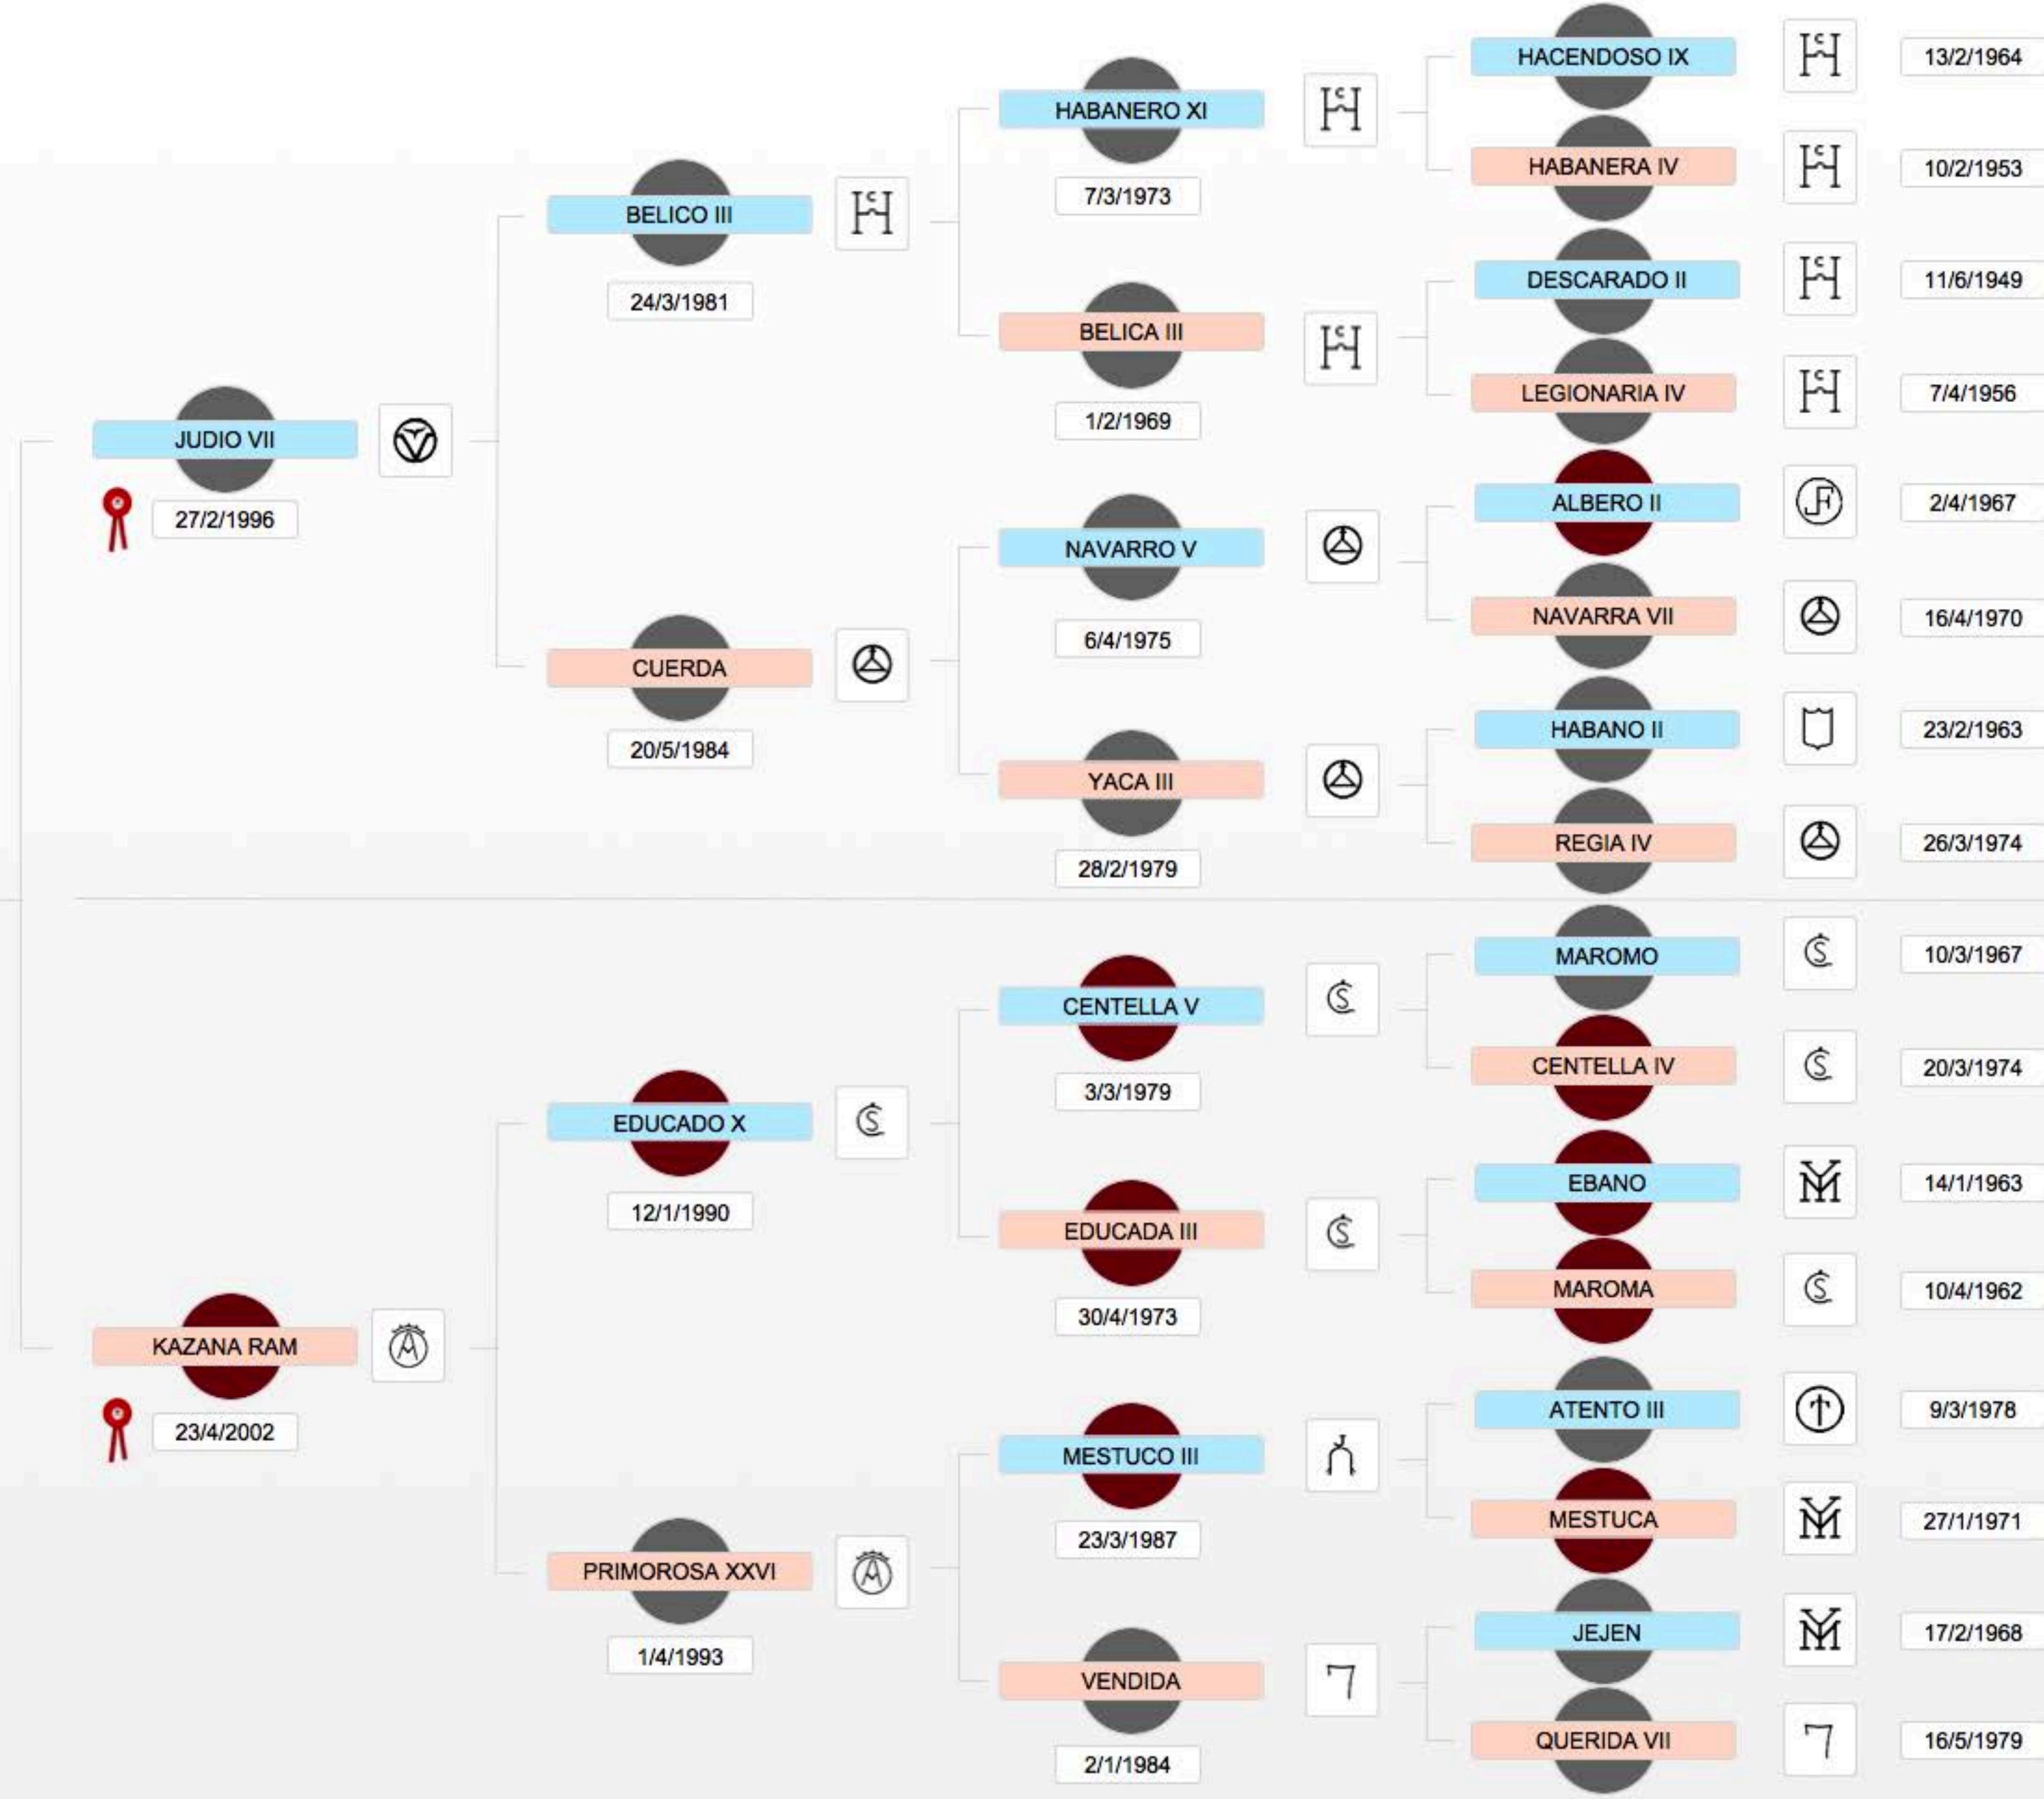 JUDIO VII
27/2/1996
KAZANA RAM
23/4/2002
BELICO III
24/3/1981
CUERDA
20/5/1984
EDUCADO X
12/1/1990
PRIMOROSA XXVI
1/4/1993
HABANERO XI
7/3/1973
BELICA III
1/2/1969
NAVARRO V
6/4/1975
YACA III
28/2/1979
CENTELLA V
3/3/1979
EDUCADA III
30/4/1973
MESTUCO III
23/3/1987
VENDIDA
2/1/1984
HACENDOSO IX
13/2/1964
HABANERA IV
10/2/1953
DESCARADO II
11/6/1949
LEGIONARIA IV
7/4/1956
ALBERO II
2/4/1967
NAVARRA VII
16/4/1970
HABANO II
23/2/1963
REGIA IV
26/3/1974
MAROMO
10/3/1967
CENTELLA IV
20/3/1974
EBANO
14/1/1963
MAROMA
10/4/1962
ATENTO III
9/3/1978
MESTUCA
27/1/1971
JEJEN
17/2/1968
QUERIDA VII
16/5/1979